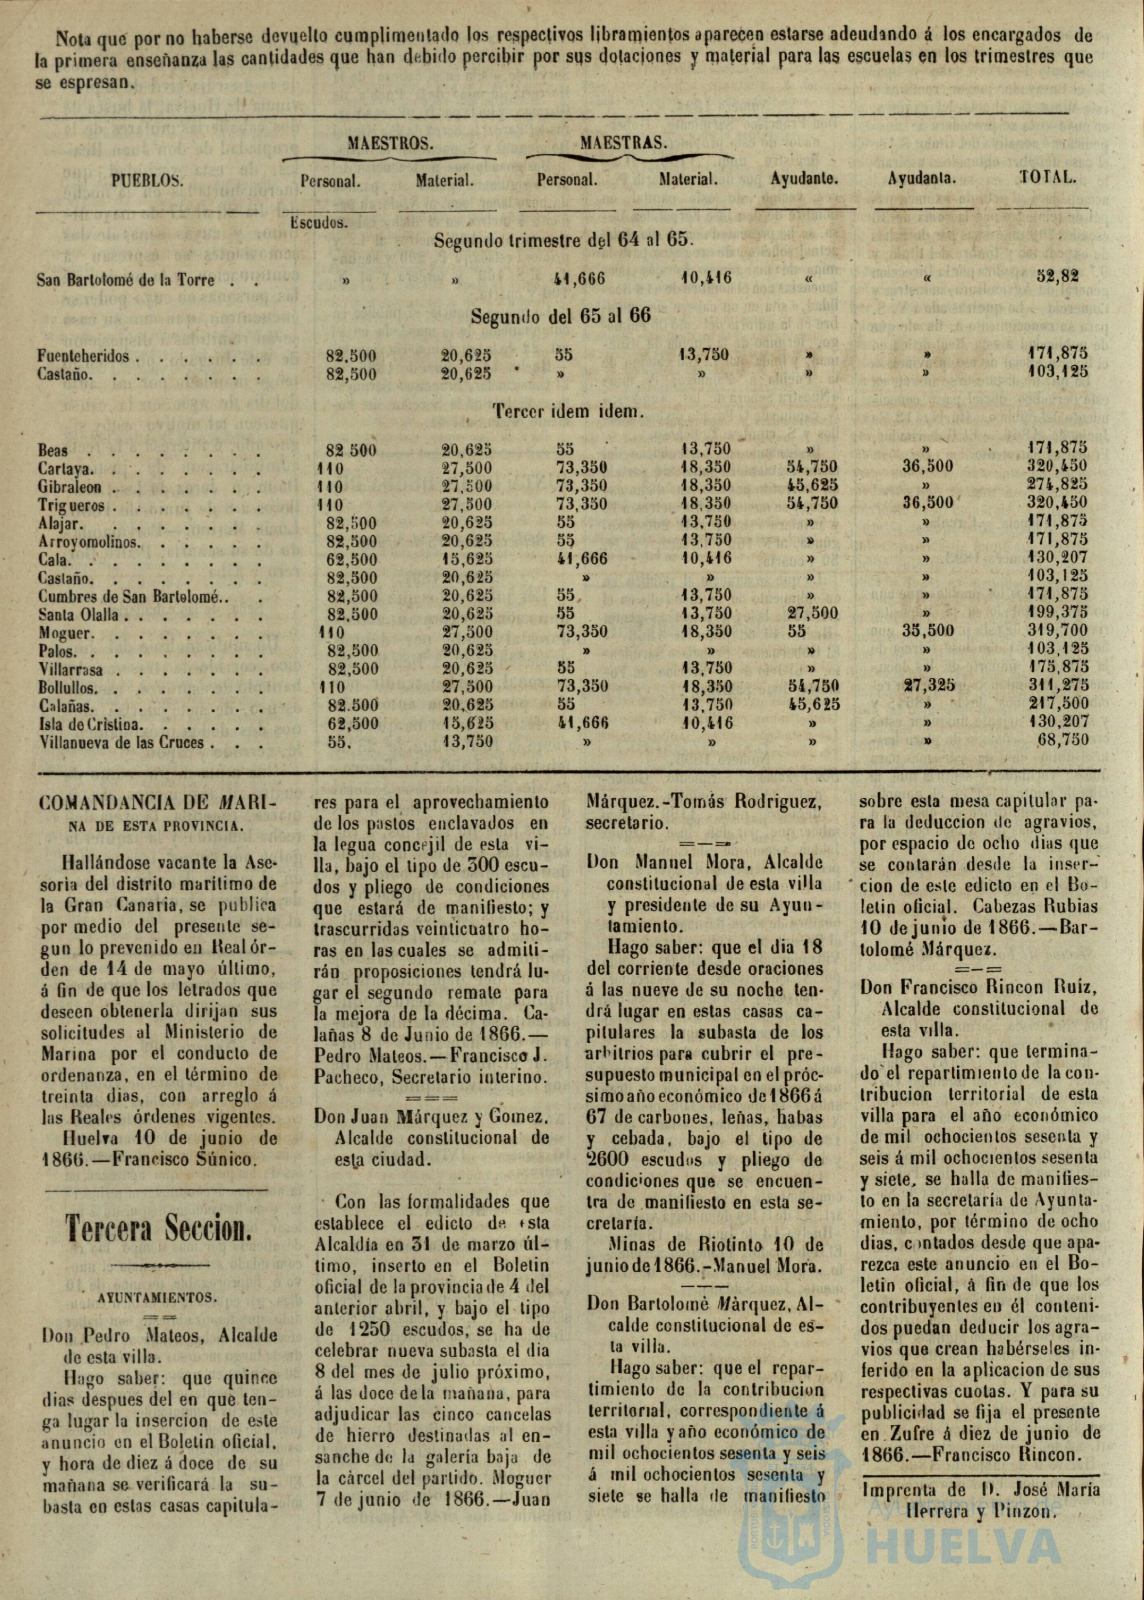 Nota que por no haberse devuelto cumplimentado los respectivos libramientos aparecen estarse adeudando á los encargados de
la primera enseñanza las cantidades que han debido percibir por sus dotaciones y material para las escuelas en los trimestres que
se espresan.
MAESTROS. MAESTRAS.
PUEBLOS. Personal. Material. Personal. Material. Ayudante. Ayudanta. TOTAL.
Escudos.
Segundo trimestre del 64 al 65.
San Bartolomé de la Torre . . » » 41,666 10,416 « « 52,82
Segundo del 65 al 66
Fuenteheridos . . . . . . 82,500 20,625 55 13,750 » » 171,875
Castaño. . . . . . . . 82,500 20,625 » » » » 103,125
Tercer idem idem.
Beas . . . . . . . . 82 500 20,625 55 13,750 » » 171,875
Cartaya. . . . . . . . 110 27,500 73,350 18,350 54,750 36,500 320,450
Gibraleon . . . . . . . 110 27,500 73,350 18,350 45,625 » 274,825
Trigueros . . . . . . . 110 27,500 73,350 18,350 54,750 36,500 320,450
Alajar. . . . . . . . 82,500 20,625 55 13,750 » » 171,875
Arroyomolinos. . . . . . 82,500 20,625 55 13,750 » » 171,875
Cala. . . . . . . . . 62,500 15,625 41,666 10,416 » » 130,207
Castaño. . . . . . . . 82,500 20,625 » » » » 103,125
Cumbres de San Bartolomé.. . 82,500 20,625 55 13,750 » » 171,875
Santa Olalla . . . . . . . 82,500 20,625 55 13,750 27,500 » 199,375
Moguer. . . . . . . . 110 27,500 73,350 18,350 55 35,500 319,700
Palos. . . . . . . . . 82,500 20,625 » » » » 103,125
Villarrasa . . . . . . . 82,500 20,625 55 13,750 » » 175,875
Bollullos. . . . . . . . 110 27,500 73,350 18,350 54,750 27,325 311,275
Calañas. . . . . . . . 82.500 20,625 55 13,750 45,625 » 217,500
Isla de Cristina. . . . . . 62,500 15,625 41,666 10,416 » » 130,207
Villanueva de las Cruces . . . 55. 13,750 » » » » 68,750
COMANDANCIA DE MARI-
NA DE ESTA PROVINCIA.
Hallándose vacante la Ase-
soria del distrito maritimo de
la Gran Canaria, se publica
por medio del presente se-
gun lo prevenido en Real ór-
den de 14 de mayo último,
á fin de que los letrados que
deseen obtenerla dirijan sus
solicitudes al Ministerio de
Marina por el conducto de
ordenanza, en el término de
treinta dias, con arreglo á
las Reales órdenes vigentes.
Huelva 10 de junio de
1866.—Francisco Súnico.
Tercera Seccion.
AYUNTAMIENTOS.
Don Pedro Mateos, Alcalde
de esta villa.
Hago saber: que quince
dias despues del en que ten-
ga lugar la insercion de este
anuncio en el Boletin oficial,
y hora de diez á doce de su
mañana se verificará la su-
basta en estas casas capitula-
res para el aprovechamiento
de los pastos enclavados en
la legua concejil de esta vi-
lla, bajo el tipo de 300 escu-
dos y pliego de condiciones
que estará de manifiesto; y
trascurridas veinticuatro ho-
ras en las cuales se admiti-
rán proposiciones tendrá lu-
gar el segundo remate para
la mejora de la décima. Ca-
lañas 8 de Junio de 1866.—
Pedro Mateos.—Francisco J.
Pacheco, Secretario interino.
Don Juan Márquez y Gomez,
Alcalde constitucional de
esta ciudad.
Con las formalidades que
establece el edicto de esta
Alcaldía en 31 de marzo úl-
timo, inserto en el Boletin
oficial de la provincia de 4 del
anterior abril, y bajo el tipo
de 1250 escudos, se ha de
celebrar nueva subasta el dia
8 del mes de julio próximo,
á las doce de la mañana, para
adjudicar las cinco cancelas
de hierro destinadas al en-
sanche de la galería baja de
la cárcel del partido. Moguer
7 de junio de 1866.—Juan
Márquez.-Tomás Rodriguez,
secretario.
Don Manuel Mora, Alcalde
constitucional de esta villa
y presidente de su Ayun-
tamiento.
Hago saber: que el dia 18
del corriente desde oraciones
á las nueve de su noche ten-
drá lugar en estas casas ca-
pitulares la subasta de los
arbitrios para cubrir el pre-
supuesto municipal en el próc-
simo año económico de 1866 á
67 de carbones, leñas, habas
y cebada, bajo el tipo de
2600 escudos y pliego de
condiciones que se encuen-
tra de manifiesto en esta se-
cretaría.
Minas de Riotinto 10 de
junio de 1866.-Manuel Mora.
Don Bartolomè Màrquez, Al-
calde constitucional de es-
ta villa.
Hago saber: que el repar-
timiento de la contribucion
territorial, correspondiente á
esta villa y año económico de
mil ochocientos sesenta y seis
á mil ochocientos sesenta y
siete se halla de manifiesto
sobre esta mesa capitular pa-
ra la deduccion de agravios,
por espacio de ocho dias que
se contarán desde la inser-
cion de este edicto en el Bo-
letin oficial. Cabezas Rubias
10 de junio de 1866.—Bar-
tolomé Márquez.
Don Francisco Rincon Ruiz,
Alcalde constitucional de
esta villa.
Hago saber: que termina-
do el repartimiento de la con-
tribucion territorial de esta
villa para el año económico
de mil ochocientos sesenta y
seis á mil ochocientos sesenta
y siete, se halla de manifies-
to en la secretaría de Ayunta-
miento, por término de ocho
dias, contados desde que apa-
rezca este anuncio en el Bo-
letin oficial, á fin de que los
contribuyentes en él conteni-
dos puedan deducir los agra-
vios que crean habérseles in-
ferido en la aplicacion de sus
respectivas cuotas. Y para su
publicidad se fija el presente
en Zufre á diez de junio de
1866.—Francisco Rincon.
Imprenta de D. José María
Herrera y Pinzon.
Ayuntamiento de
HUELVA